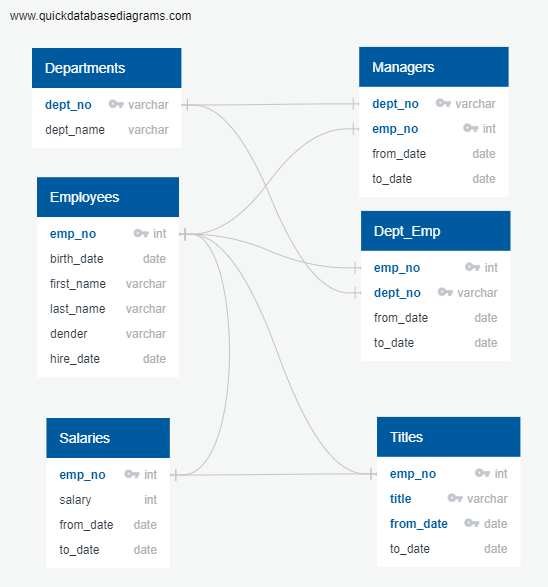 www.quickdatabasediagrams.com
Departments
dept_no varchar
dept_name varchar
Managers
dept_no varchar
emp_no int
from_date date
to_date date
Employees
emp_no int
birth_date date
first_name varchar
last_name varchar
dender varchar
hire_date date
Dept_Emp
emp_no int
dept_no varchar
from_date date
to_date date
Salaries
emp_no int
salary int
from_date date
to_date date
Titles
emp_no int
title varchar
from_date date
to_date date